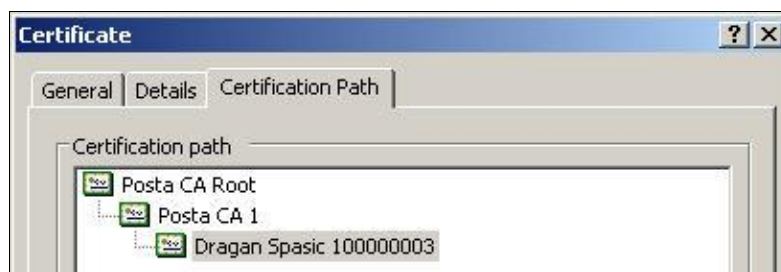 Certificate
General
Details
Certification Path
Certification path
Posta CA Root
Posta CA 1
Dragan Spasic 100000003